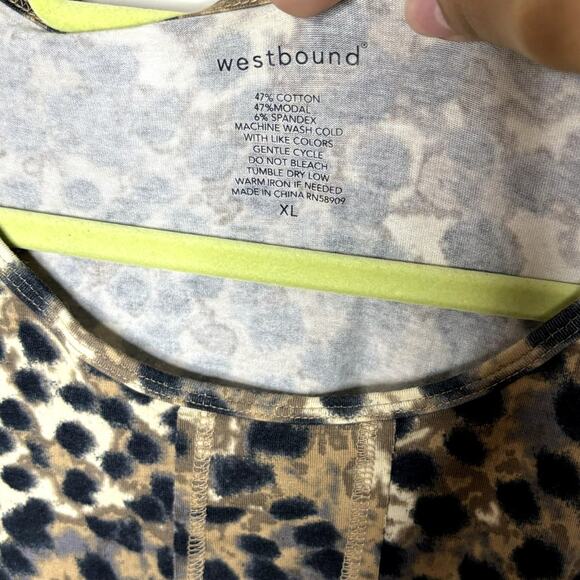 westbound®
47% COTTON
47% MODAL
6% SPANDEX
MACHINE WASH COLD
WITH LIKE COLORS
GENTLE CYCLE
DO NOT BLEACH
TUMBLE DRY LOW
WARM IRON IF NEEDED
MADE IN CHINA RN58909
XL